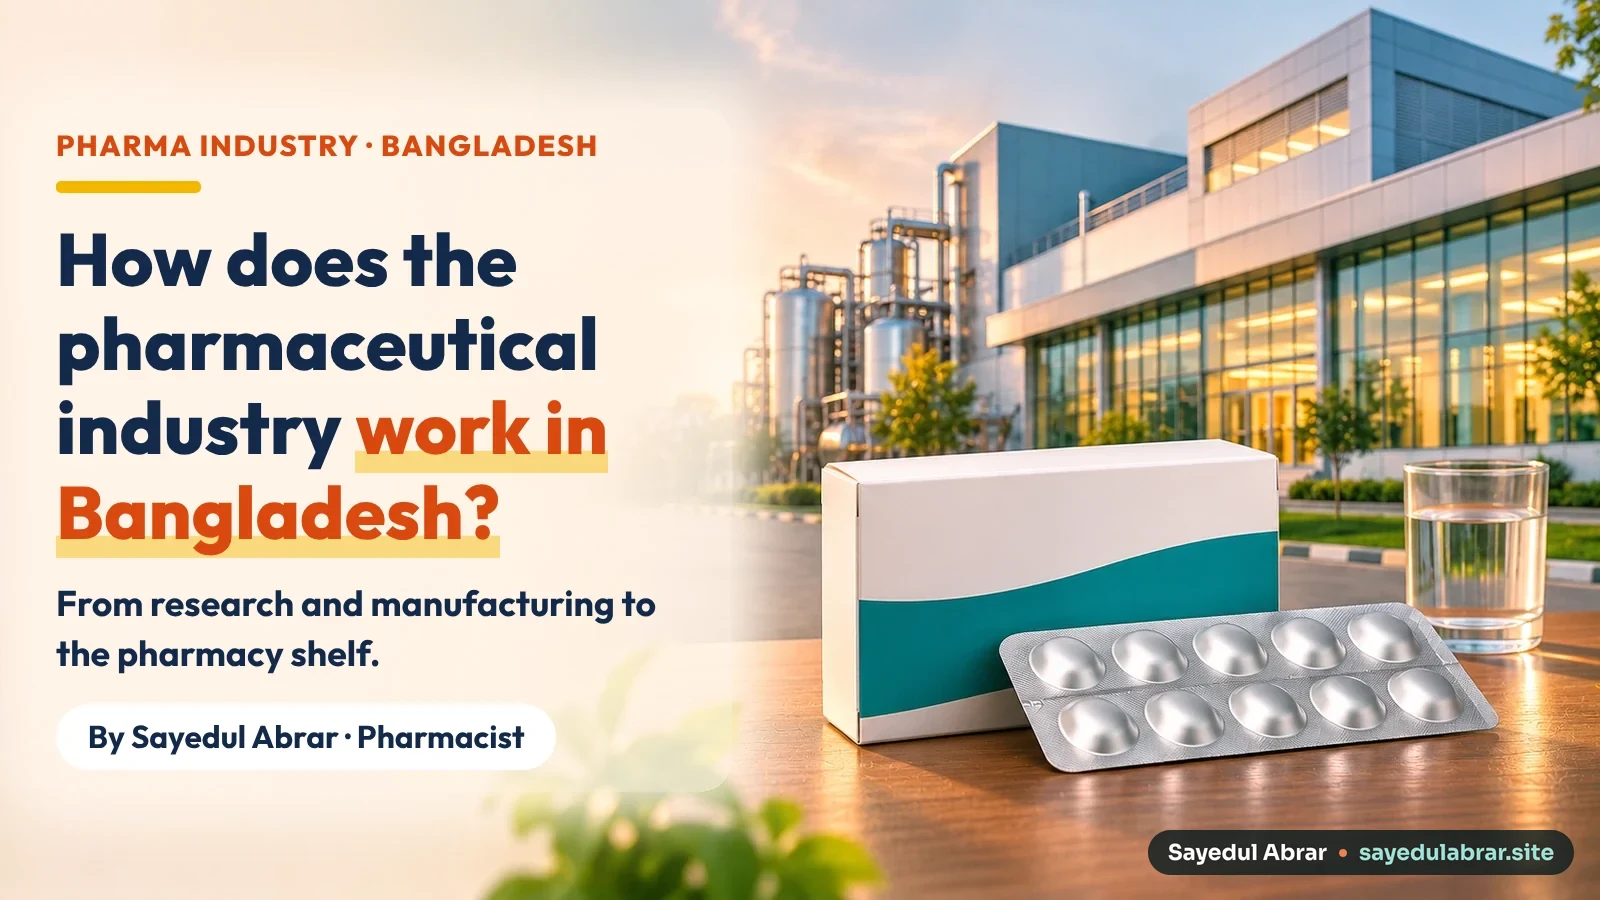 PHARMA INDUSTRY · BANGLADESH
How does the
pharmaceutical
industry work in
Bangladesh?
From research and manufacturing to
the pharmacy shelf.
By Sayedul Abrar · Pharmacist
Sayedul Abrar • sayedulabrar.site